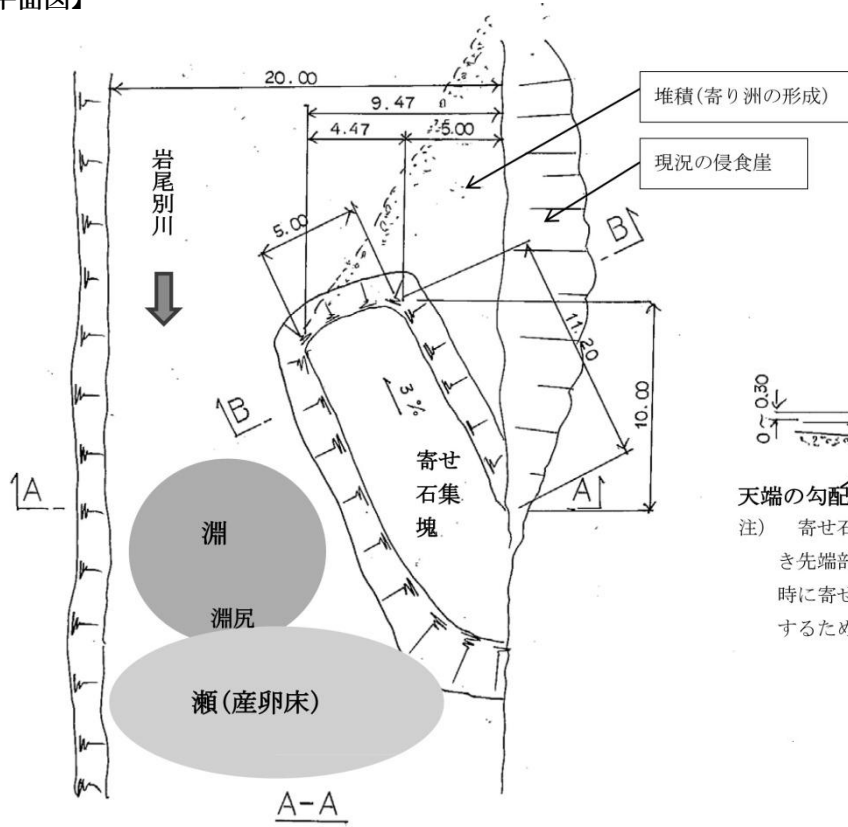 平面図】
20.00
9.47
4.47
5.00
堆積(寄り洲の形成)
現況の侵食崖
岩尾別川
5.00
B
11.20
10.00
3%
B
寄せ
石集
塊
A
A
0.30
0～
天端の勾配
注) 寄せ石
き先端部
時に寄せ
するため
淵
淵尻
瀬(産卵床)
A-A